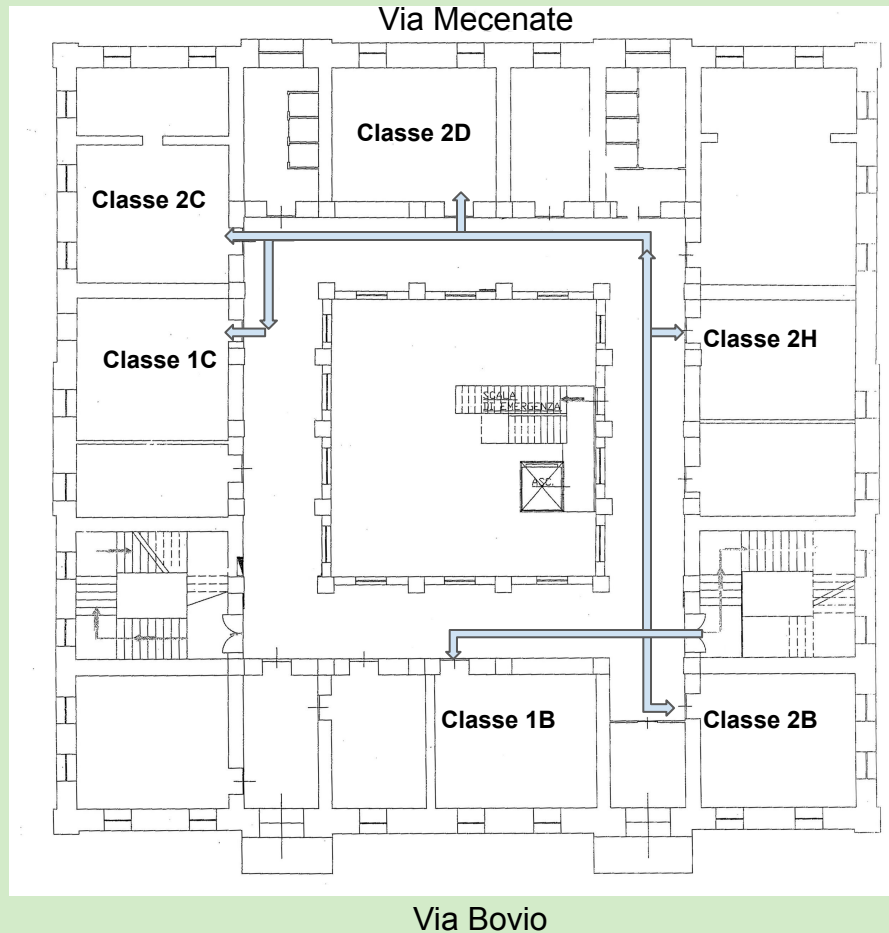 Via Mecenate
Classe 2D
Classe 2C
Classe 2H
Classe 1C
SCALA
DI EMERGENZA
ASC.
Classe 1B
Classe 2B
Via Bovio